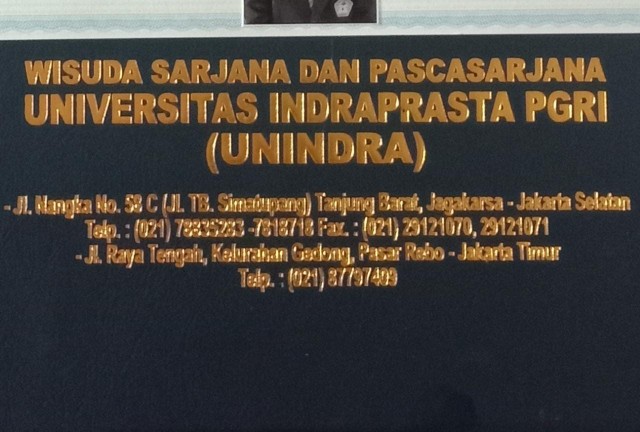 WISUDA SARJANA DAN PASCASARJANA
UNIVERSITAS INDRAPRASTA PGRI
(UNINDRA)
- Jl. Nangka No. 58 C (Jl. TB. Simatupang) Tanjung Barat, Jagakarsa - Jakarta Selatan
Telp. : (021) 78835283 -7818718 Fax. : (021) 29121070, 29121071
- Jl. Raya Tengah, Kelurahan Gedong, Pasar Rebo - Jakarta Timur
Telp. : (021) 87797409